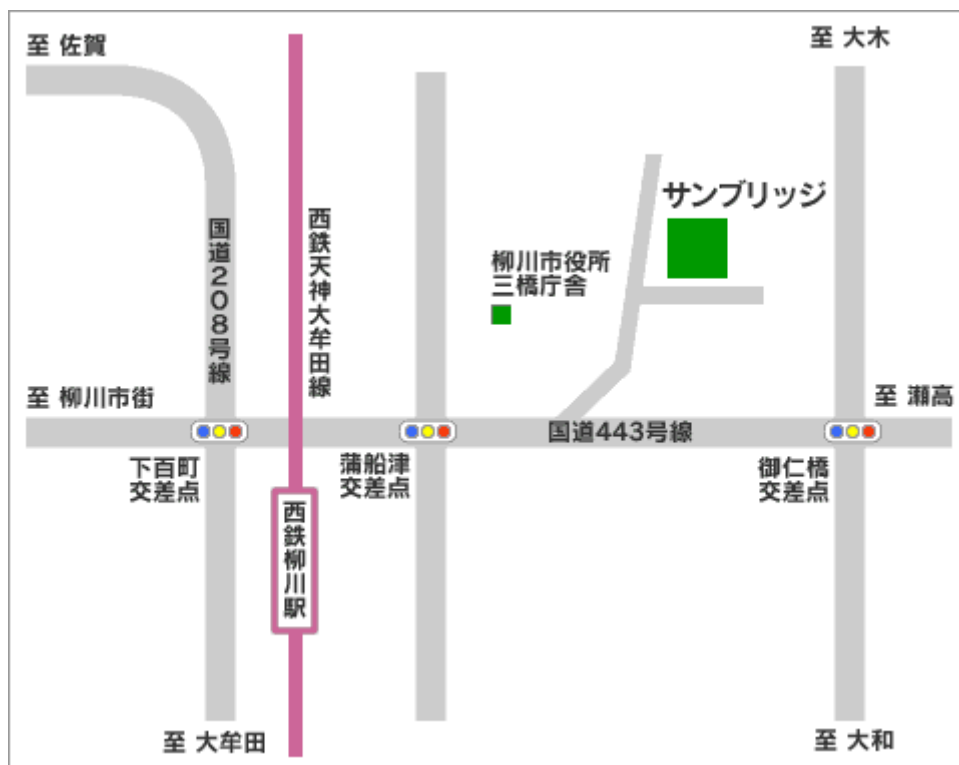 至 佐賀
至 大木
サンブリッジ
国道208号線
西鉄天神大牟田線
柳川市役所
三橋庁舎
至 柳川市街
至 瀬高
国道443号線
下百町
交差点
蒲船津
交差点
御仁橋
交差点
西鉄柳川駅
至 大牟田
至 大和